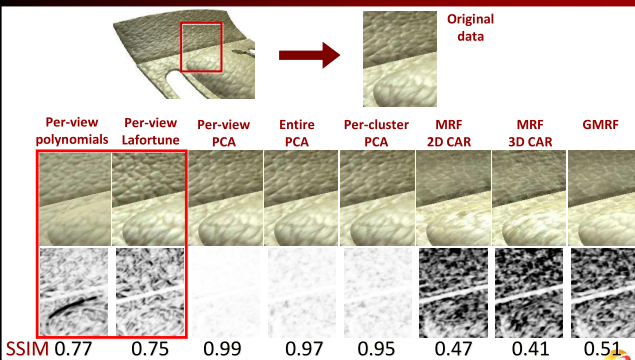 Original
data
Per-view
polynomials
Per-view
Lafortune
Per-view
PCA
Entire
PCA
Per-cluster
PCA
MRF
2D CAR
MRF
3D CAR
GMRF
SSIM 0.77 0.75 0.99 0.97 0.95 0.47 0.41 0.51